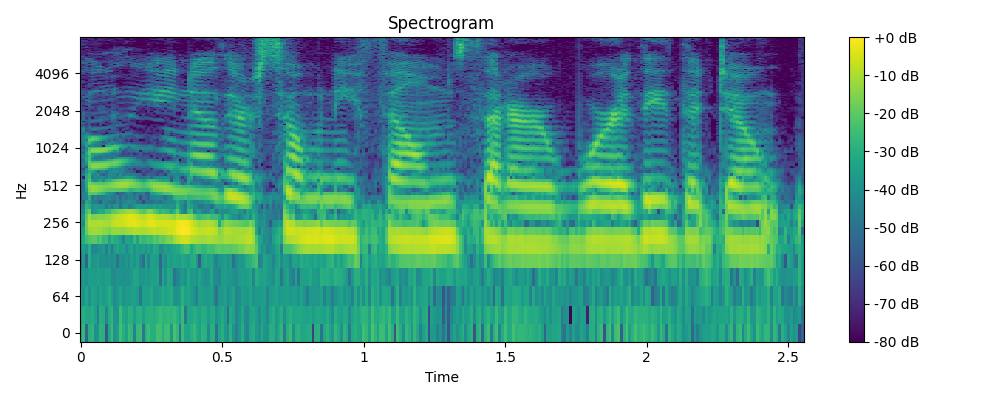 Spectrogram
Hz
4096
2048
1024
512
256
128
64
0
0 0.5 1 1.5 2 2.5
Time
+0 dB
-10 dB
-20 dB
-30 dB
-40 dB
-50 dB
-60 dB
-70 dB
-80 dB